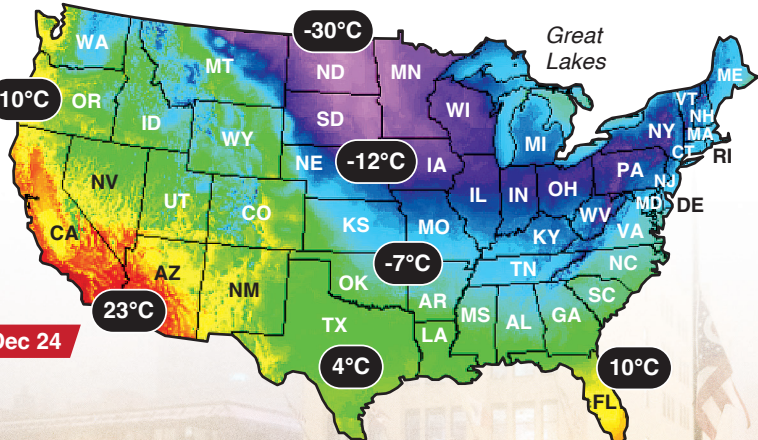 -30°C
Great
Lakes
WA
MT
ND
MN
ME
10°C
OR
ID
SD
WI
VT
NH
NY
MA
MI
CT
RI
WY
NE
-12°C
IA
PA
NJ
NV
UT
CO
IL
IN
OH
MD
DE
WV
VA
KS
MO
KY
CA
-7°C
TN
NC
AZ
NM
OK
AR
SC
MS
AL
GA
23°C
TX
LA
Dec 24
4°C
10°C
FL